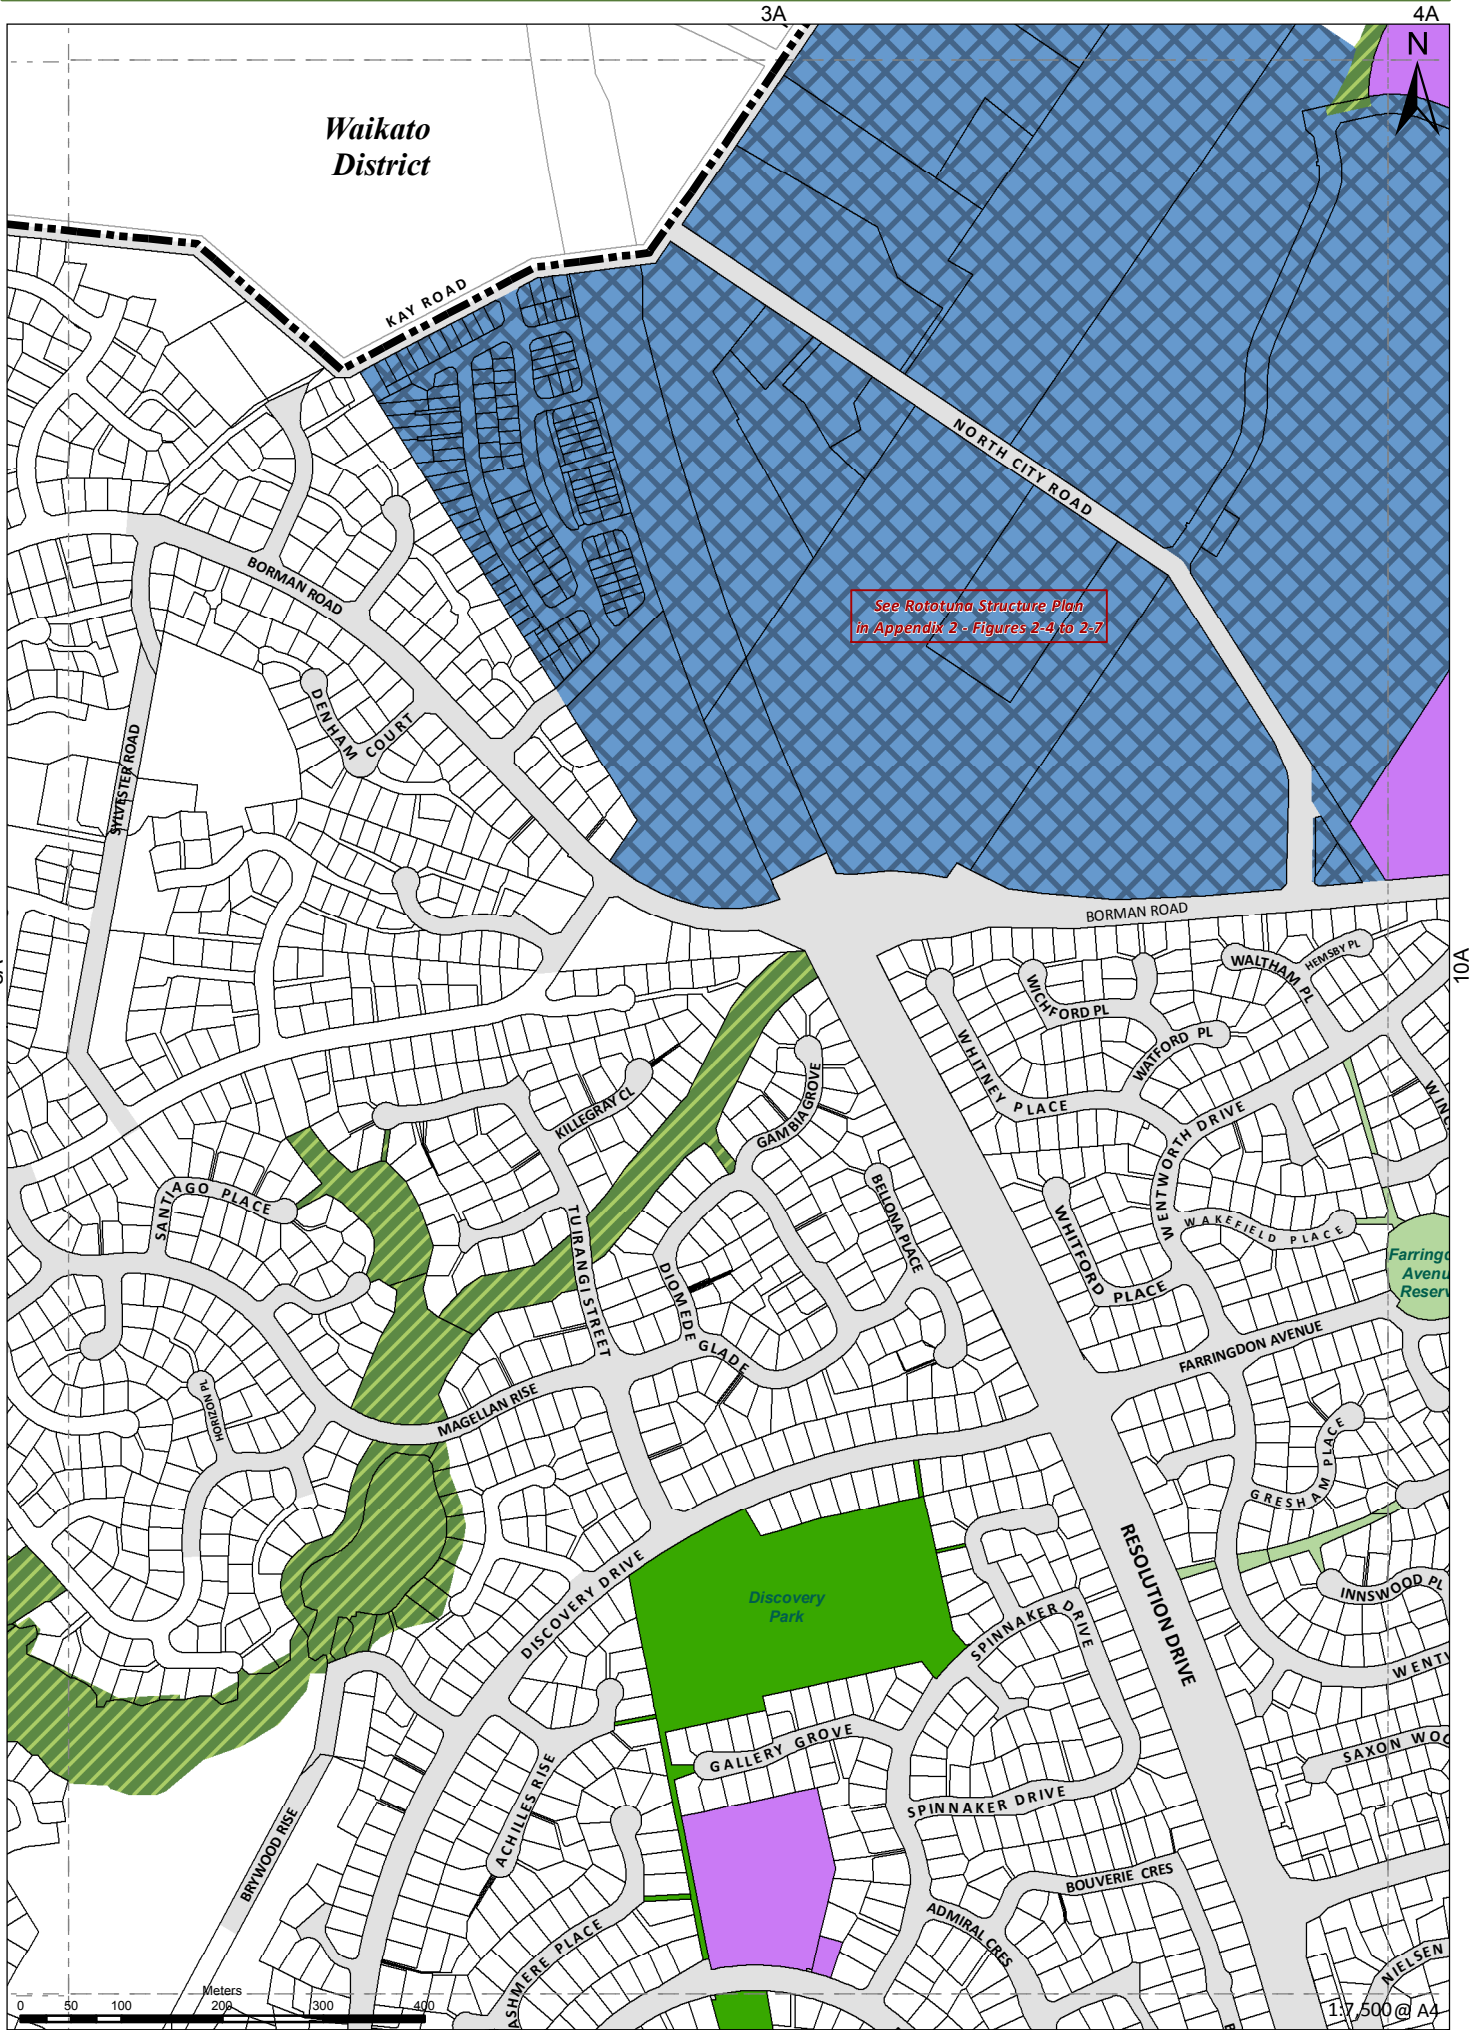 3A
4A
N
Waikato
District
KAY ROAD
NORTH CITY ROAD
BORMAN ROAD
See Rototuna Structure Plan
in Appendix 2 - Figures 2-4 to 2-7
DENHAM COURT
SYLVESTER ROAD
BORMAN ROAD
WALTHAM PL
HEMSBY PL
10A
WICHFORD PL
WATFORD PL
WHITNEY PLACE
KILLEGRAY CL
GAMBIA GROVE
WENTWORTH DRIVE
SANTIAGO PLACE
BELLONA PLACE
TUIRANGI STREET
WHITFORD PLACE
WAKEFIELD PLACE
DIOMEDE GLADE
FARRINGDON AVENUE
HORIZON PL
MAGELLAN RISE
GRESHAM PLACE
RESOLUTION DRIVE
DISCOVERY DRIVE
Discovery
Park
INNSWOOD PL
SPINNAKER DRIVE
GALLERY GROVE
SPINNAKER DRIVE
ACHILLES RISE
BRYWOOD RISE
BOUVERIE CRES
ADMIRAL CRES
ASHMERE PLACE
NIELSEN
Meters
0 50 100 200 300 400
1:7,500 @ A4